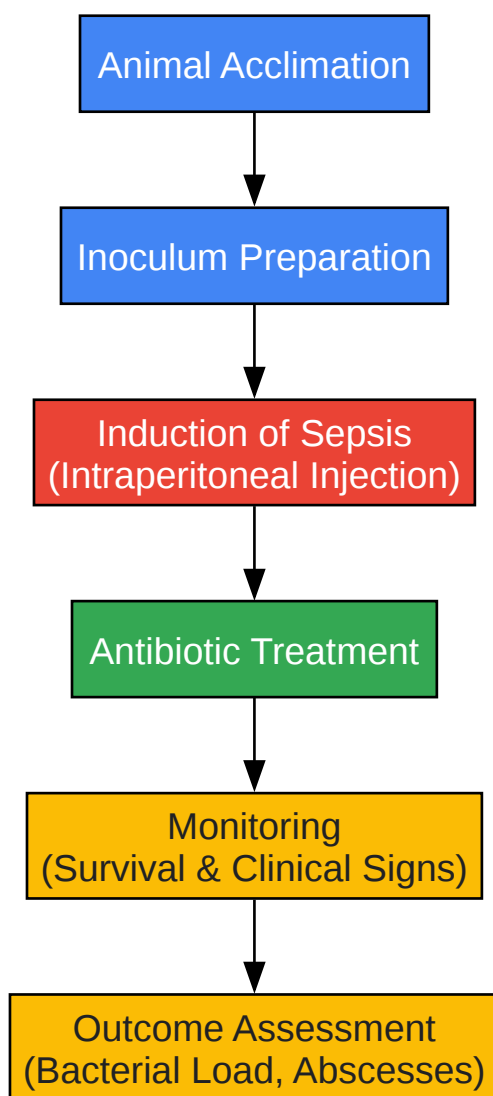 Animal Acclimation
Inoculum Preparation
Induction of Sepsis
(Intraperitoneal Injection)
Antibiotic Treatment
Monitoring
(Survival & Clinical Signs)
Outcome Assessment
(Bacterial Load, Abscesses)